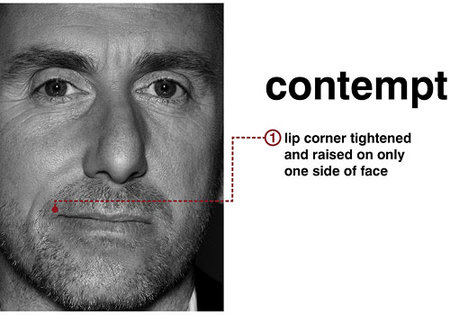 contempt
1 lip corner tightened
and raised on only
one side of face